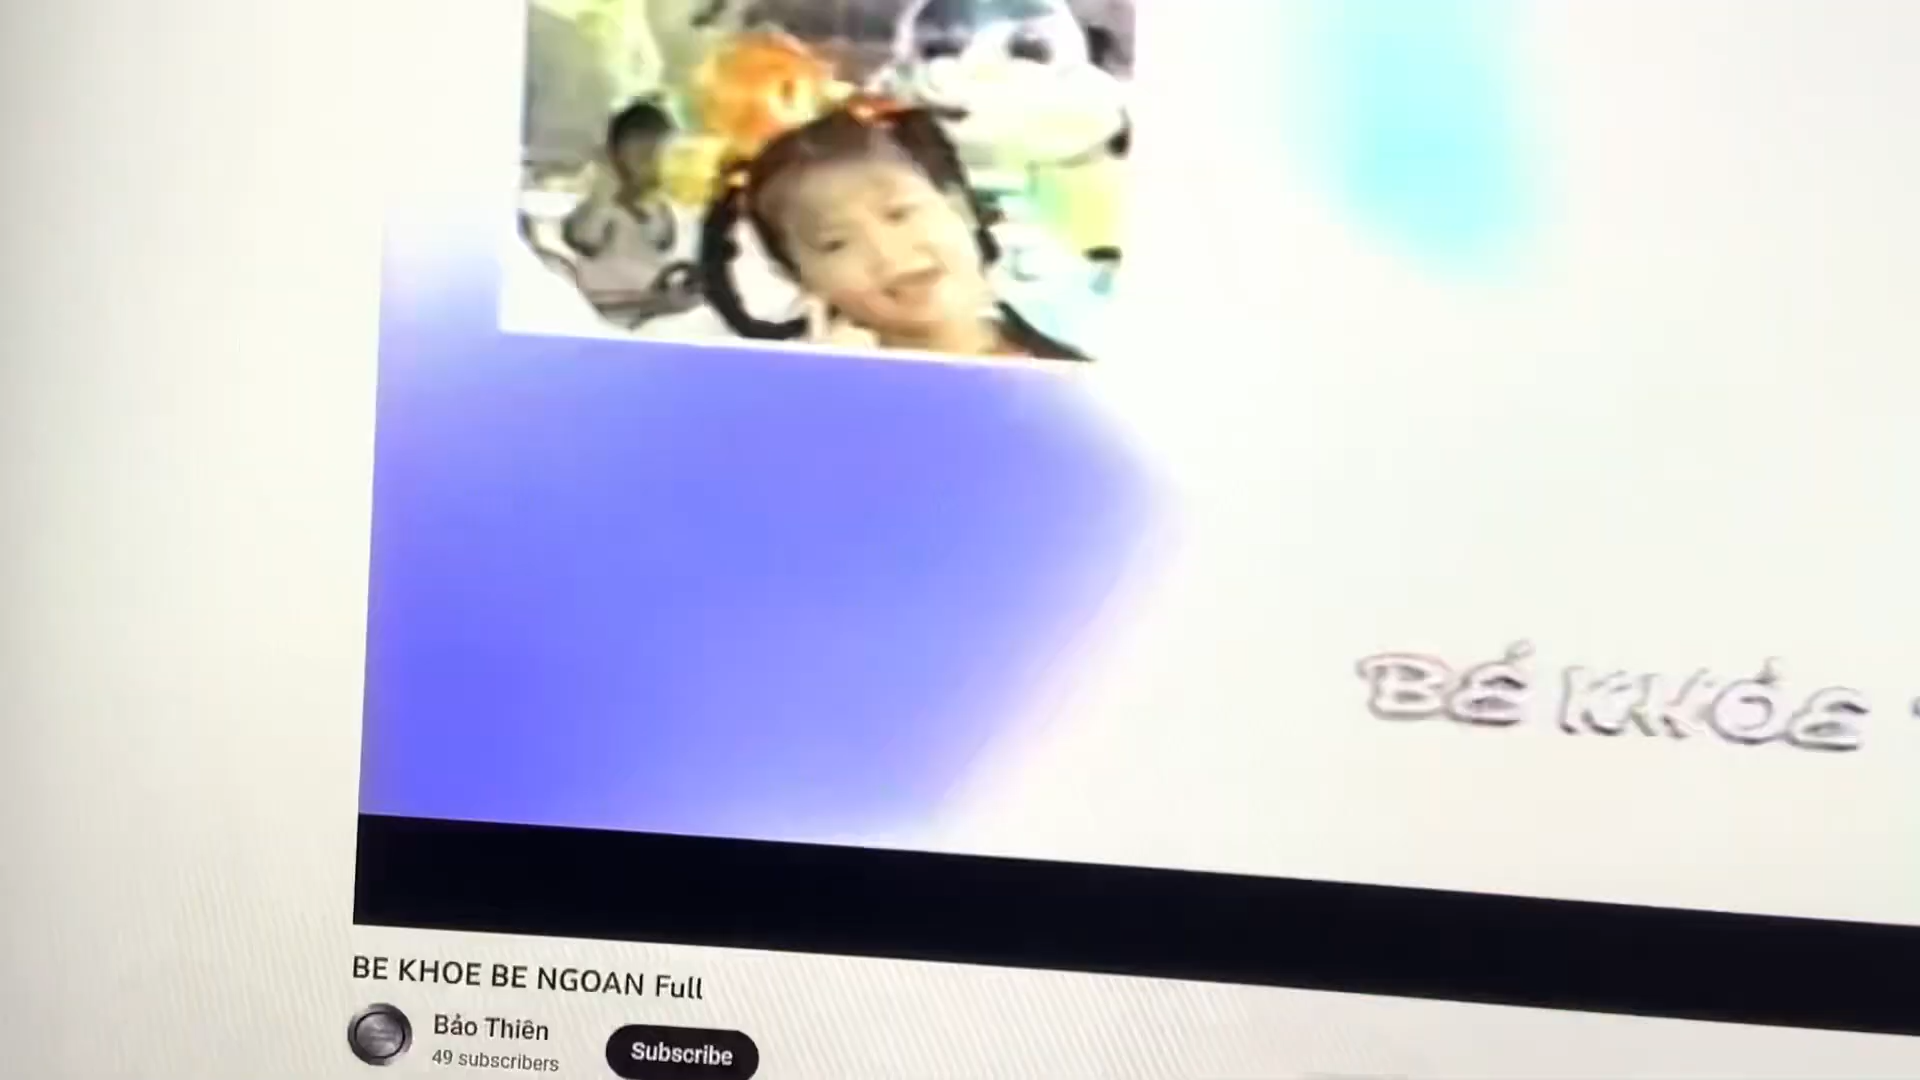 BÉ KHỎE
BE KHOE BE NGOAN Full
Bảo Thiên
49 subscribers
Subscribe